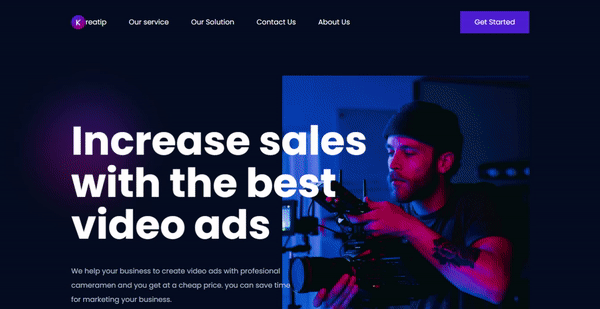 Kreatip Our service Our Solution Contact Us About Us Get Started
Increase sales
with the best
video ads
We help your business to create video ads with profesional
cameramen and you get at a cheap price. you can save time
for marketing your business.